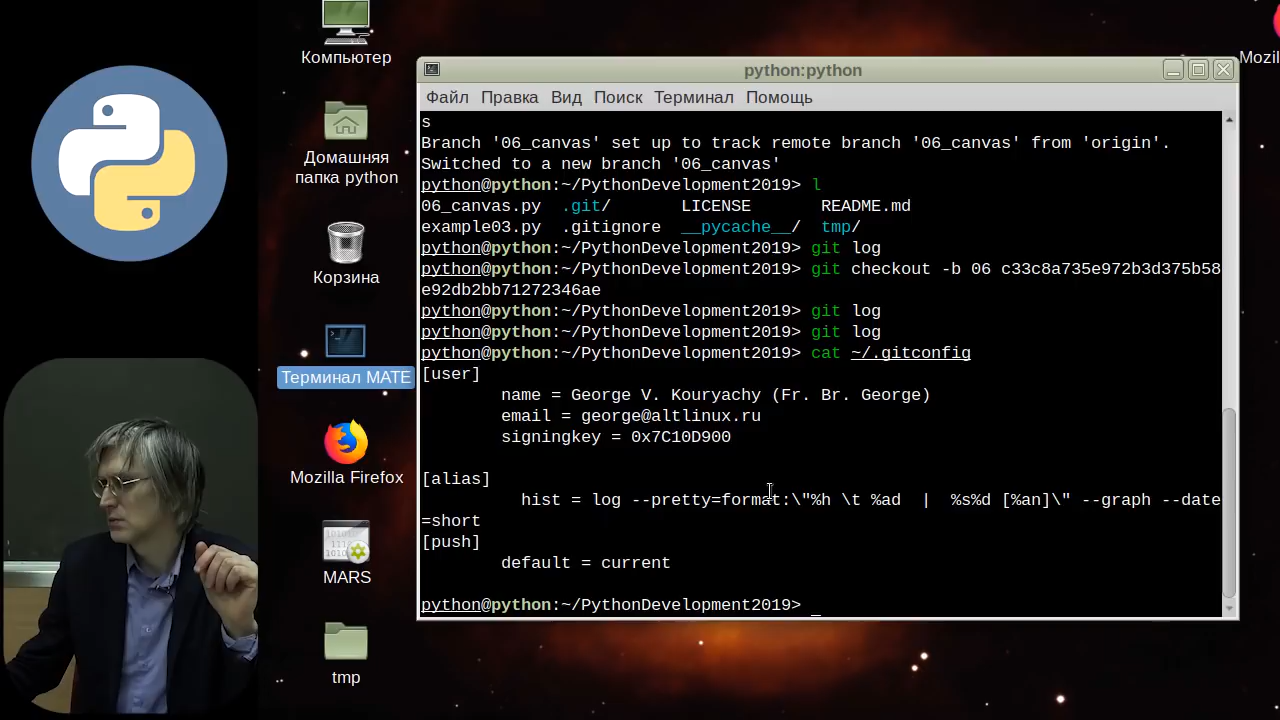 Компьютер
Домашняя
папка python
Корзина
Терминал MATE
Mozilla Firefox
MARS
tmp
Mozil
python:python
Файл Правка Вид Поиск Терминал Помощь
s
Branch '06_canvas' set up to track remote branch '06_canvas' from 'origin'.
Switched to a new branch '06_canvas'
python@python:~/PythonDevelopment2019> l
06_canvas.py .git/ LICENSE README.md
example03.py .gitignore __pycache__/ tmp/
python@python:~/PythonDevelopment2019> git log
python@python:~/PythonDevelopment2019> git checkout -b 06 c33c8a735e972b3d375b58
e92db2bb71272346ae
python@python:~/PythonDevelopment2019> git log
python@python:~/PythonDevelopment2019> git log
python@python:~/PythonDevelopment2019> cat ~/.gitconfig
[user]
name = George V. Kouryachy (Fr. Br. George)
email = george@altlinux.ru
signingkey = 0x7C10D900
[alias]
hist = log --pretty=format:\"%h \t %ad | %s%d [%an]\" --graph --date
=short
[push]
default = current
python@python:~/PythonDevelopment2019> _